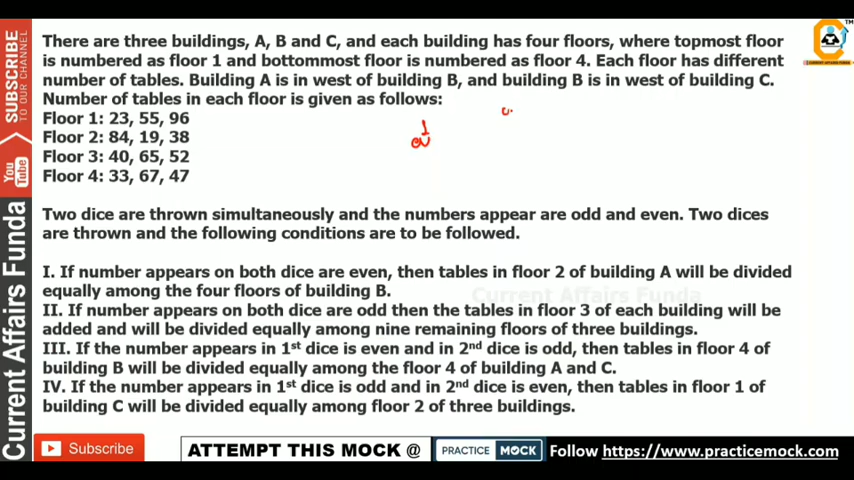 There are three buildings, A, B and C, and each building has four floors, where topmost floor
is numbered as floor 1 and bottommost floor is numbered as floor 4. Each floor has different
number of tables. Building A is in west of building B, and building B is in west of building C.
Number of tables in each floor is given as follows:
Floor 1: 23, 55, 96
Floor 2: 84, 19, 38
Floor 3: 40, 65, 52
Floor 4: 33, 67, 47
Two dice are thrown simultaneously and the numbers appear are odd and even. Two dices
are thrown and the following conditions are to be followed.
I. If number appears on both dice are even, then tables in floor 2 of building A will be divided
equally among the four floors of building B.
Current Affairs Funda
II. If number appears on both dice are odd then the tables in floor 3 of each building will be
added and will be divided equally among nine remaining floors of three buildings.
III. If the number appears in 1st dice is even and in 2nd dice is odd, then tables in floor 4 of
building B will be divided equally among the floor 4 of building A and C.
IV. If the number appears in 1st dice is odd and in 2nd dice is even, then tables in floor 1 of
building C will be divided equally among floor 2 of three buildings.
SUBSCRIBE
TO OUR CHANNEL
You Tube
Current Affairs Funda
Subscribe
ATTEMPT THIS MOCK @
PRACTICE MOCK
Follow https://www.practicemock.com